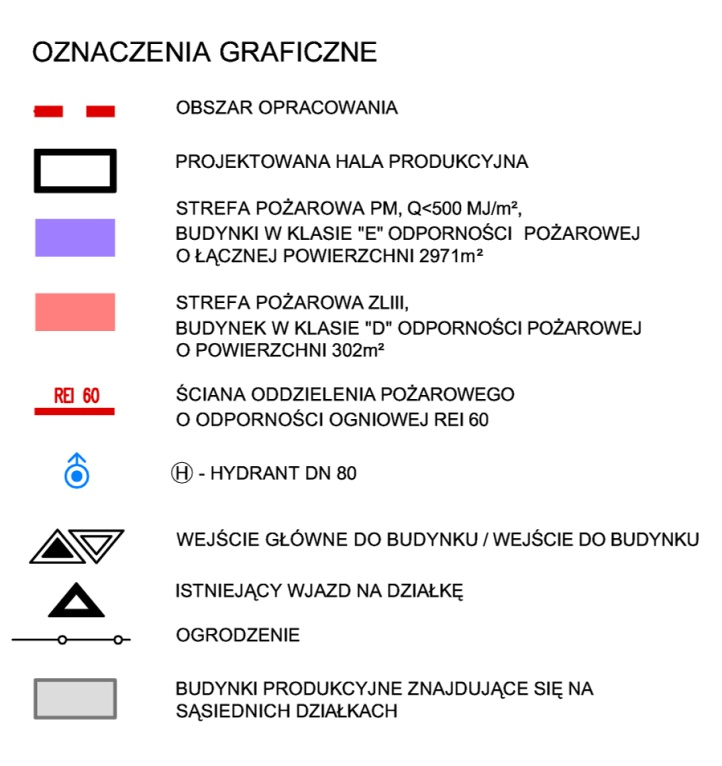 OZNACZENIA GRAFICZNE
OBSZAR OPRACOWANIA
PROJEKTOWANA HALA PRODUKCYJNA
STREFA POŻAROWA PM, Q<500 MJ/m²,
BUDYNKI W KLASIE "E" ODPORNOŚCI POŻAROWEJ
O ŁĄCZNEJ POWIERZCHNI 2971m²
STREFA POŻAROWA ZLIII,
BUDYNEK W KLASIE "D" ODPORNOŚCI POŻAROWEJ
O POWIERZCHNI 302m²
REI 60
ŚCIANA ODDZIELENIA POŻAROWEGO
O ODPORNOŚCI OGNIOWEJ REI 60
Ⓗ - HYDRANT DN 80
WEJŚCIE GŁÓWNE DO BUDYNKU / WEJŚCIE DO BUDYNKU
ISTNIEJĄCY WJAZD NA DZIAŁKĘ
OGRODZENIE
BUDYNKI PRODUKCYJNE ZNAJDUJĄCE SIĘ NA
SĄSIEDNICH DZIAŁKACH